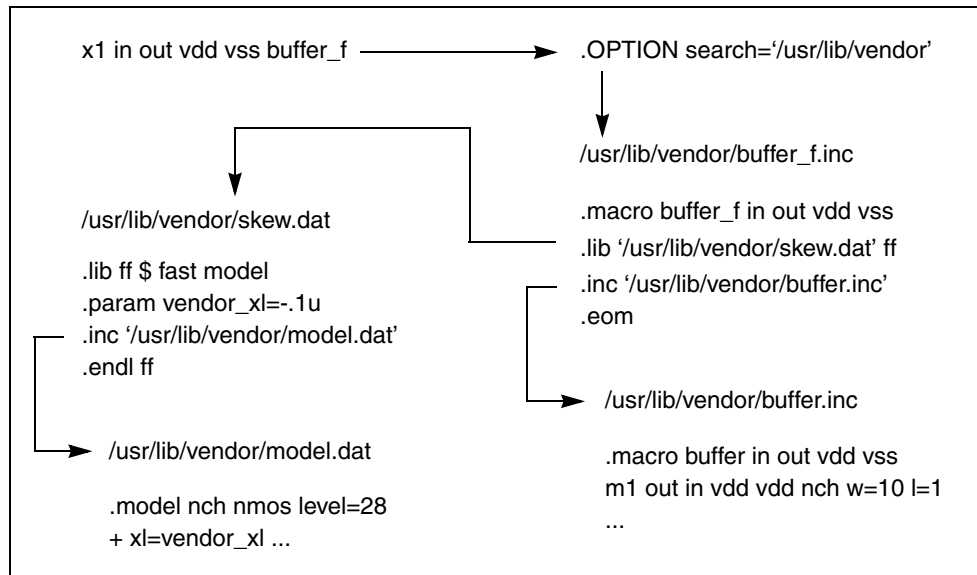 x1 in out vdd vss buffer_f
.OPTION search=‘/usr/lib/vendor’
/usr/lib/vendor/buffer_f.inc
.macro buffer_f in out vdd vss
.lib ‘/usr/lib/vendor/skew.dat’ ff
.inc ‘/usr/lib/vendor/buffer.inc’
.eom
/usr/lib/vendor/skew.dat
.lib ff $ fast model
.param vendor_xl=-.1u
.inc ‘/usr/lib/vendor/model.dat’
.endl ff
/usr/lib/vendor/model.dat
.model nch nmos level=28
+ xl=vendor_xl ...
/usr/lib/vendor/buffer.inc
.macro buffer in out vdd vss
m1 out in vdd vdd nch w=10 l=1
...